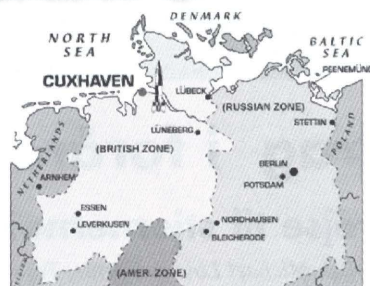 DENMARK
NORTH
SEA
BALTIC
SEA
PEENEMÜND
CUXHAVEN
LÜBECK
(RUSSIAN ZONE)
STETTIN
LÜNEBERG
POLAND
NETHERLANDS
(BRITISH ZONE)
BERLIN
ARNHEM
POTSDAM
ESSEN
NORDHAUSEN
LEVERKUSEN
BLEICHERODE
(AMER. ZONE)